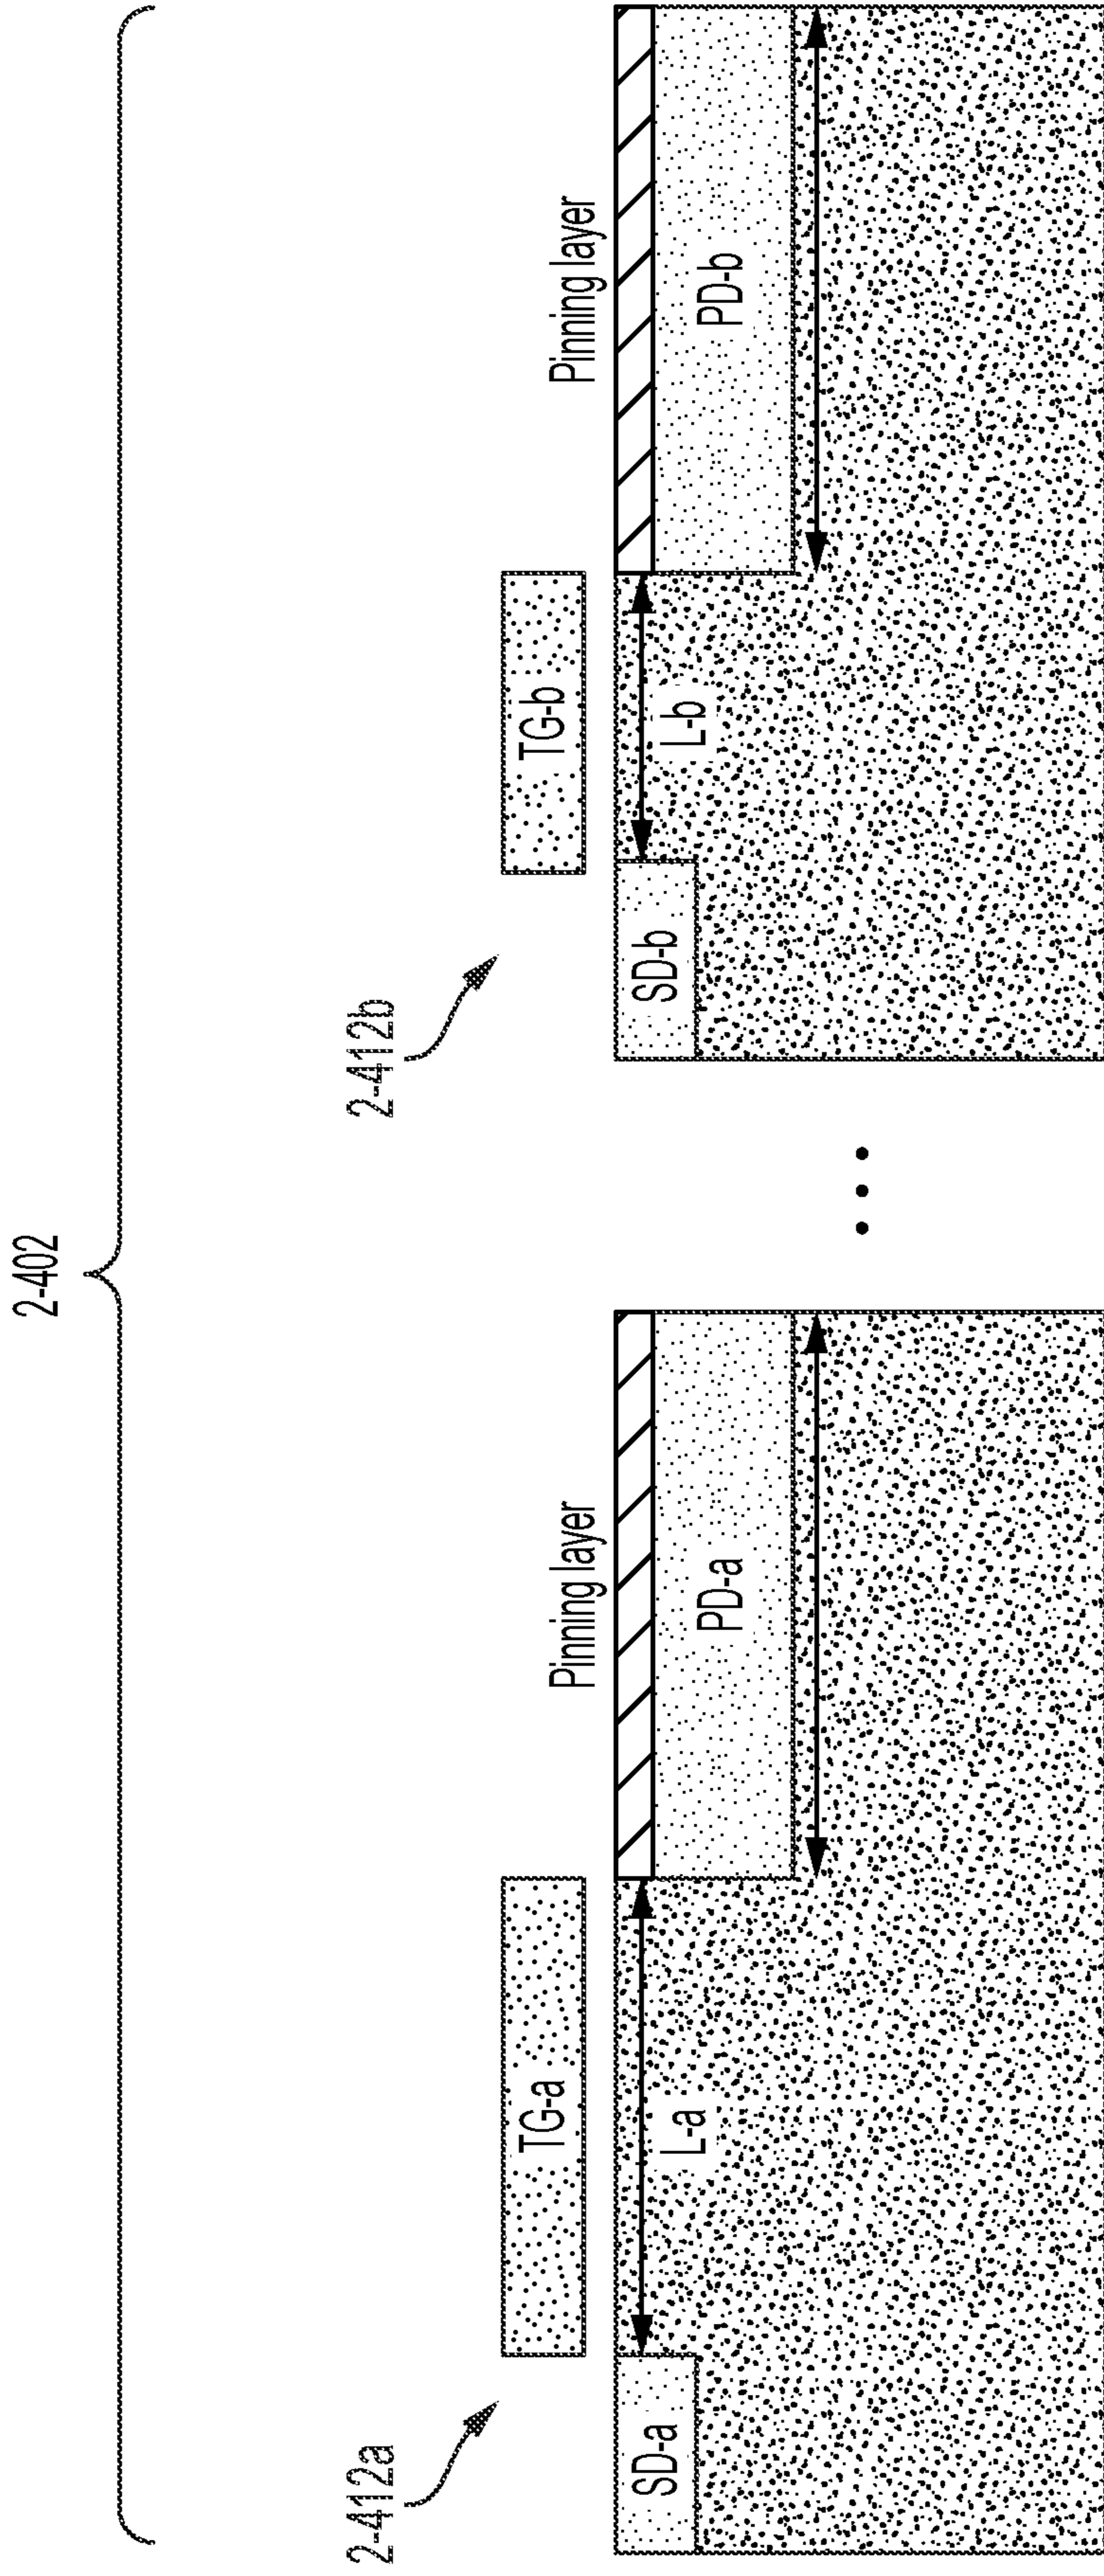 2-402
2-412a
2-412b
TG-a
TG-b
Pinning layer
Pinning layer
SD-a
L-a
PD-a
SD-b
L-b
PD-b